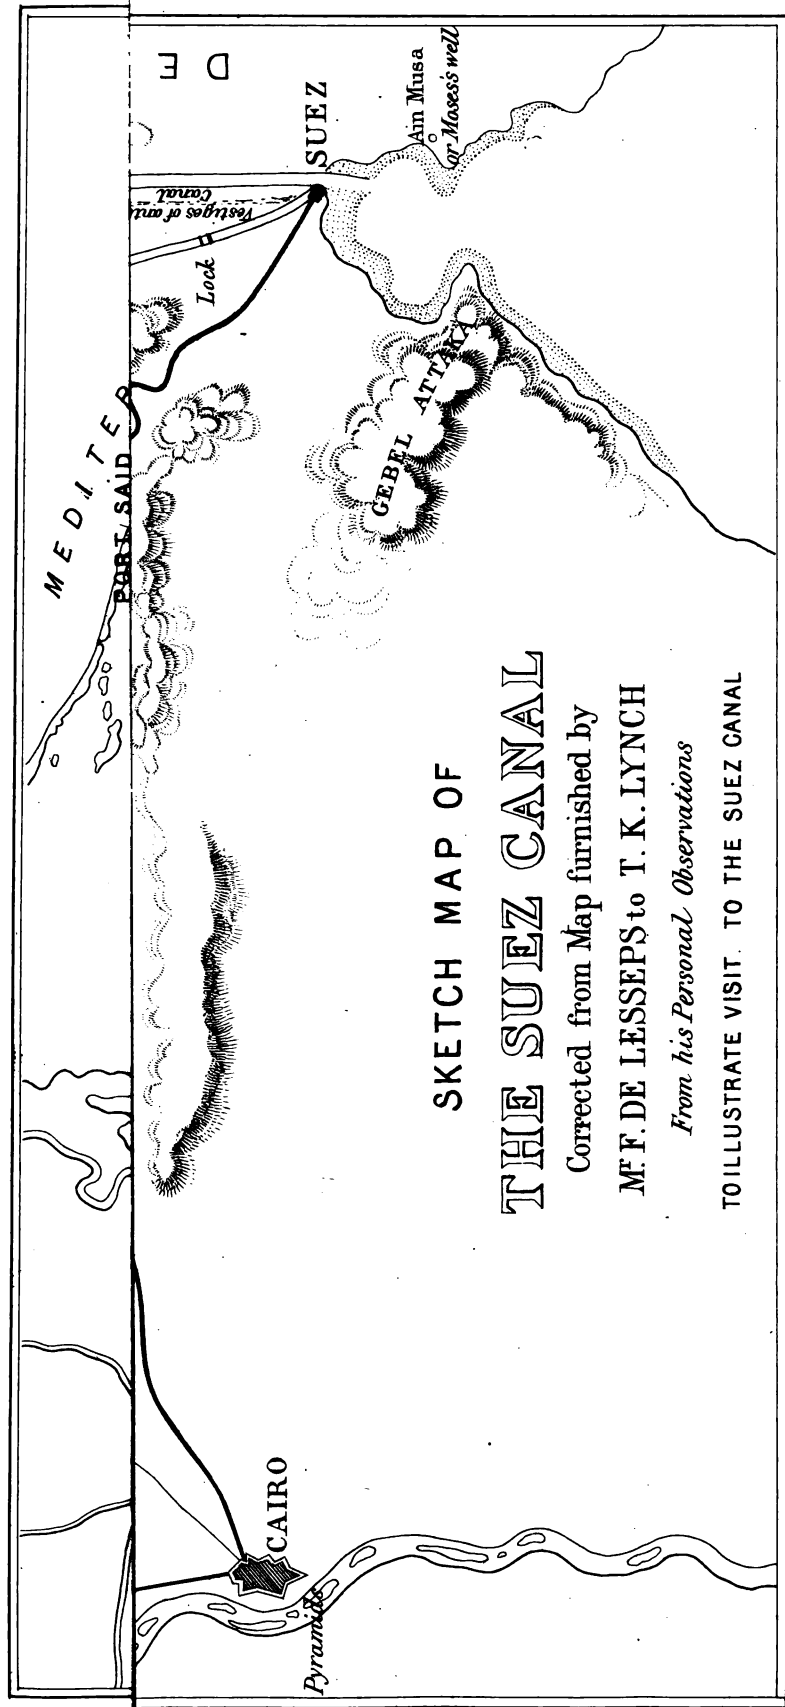 SKETCH MAP OF
THE SUEZ CANAL
Corrected from Map furnished by
Mr F. DE LESSEPS to T. K. LYNCH
From his Personal Observations
TO ILLUSTRATE VISIT. TO THE SUEZ CANAL
MEDITER
PORT SAID
D E
Vestiges of anti
Canal
Lock
SUEZ
Ain Musa
or Moses's well
GEBEL ATTAKA
CAIRO
Pyramids